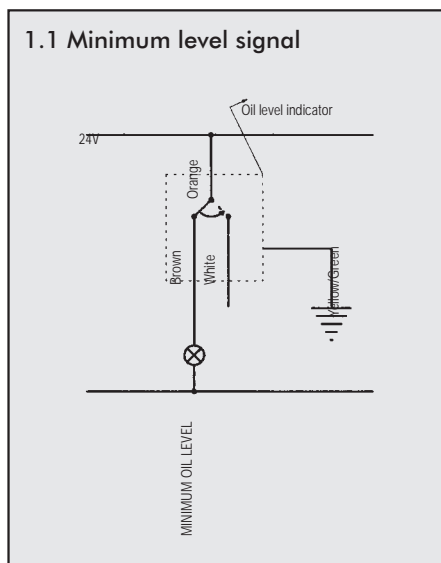 1.1 Minimum level signal
Oil level indicator
24V
Orange
Brown
White
Yellow/Green
MINIMUM OIL LEVEL